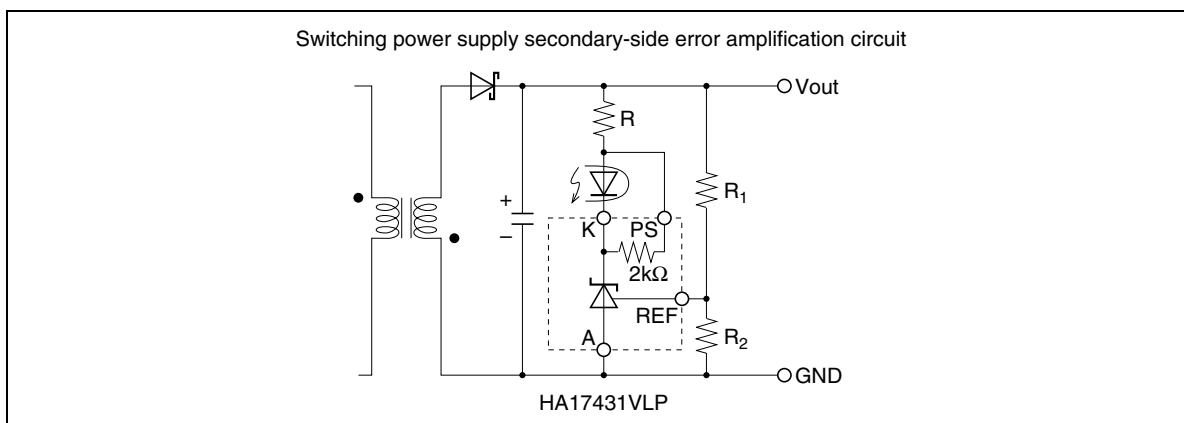 Switching power supply secondary-side error amplification circuit
Vout
R
R1
+
−
K
PS
2kΩ
REF
A
R2
GND
HA17431VLP